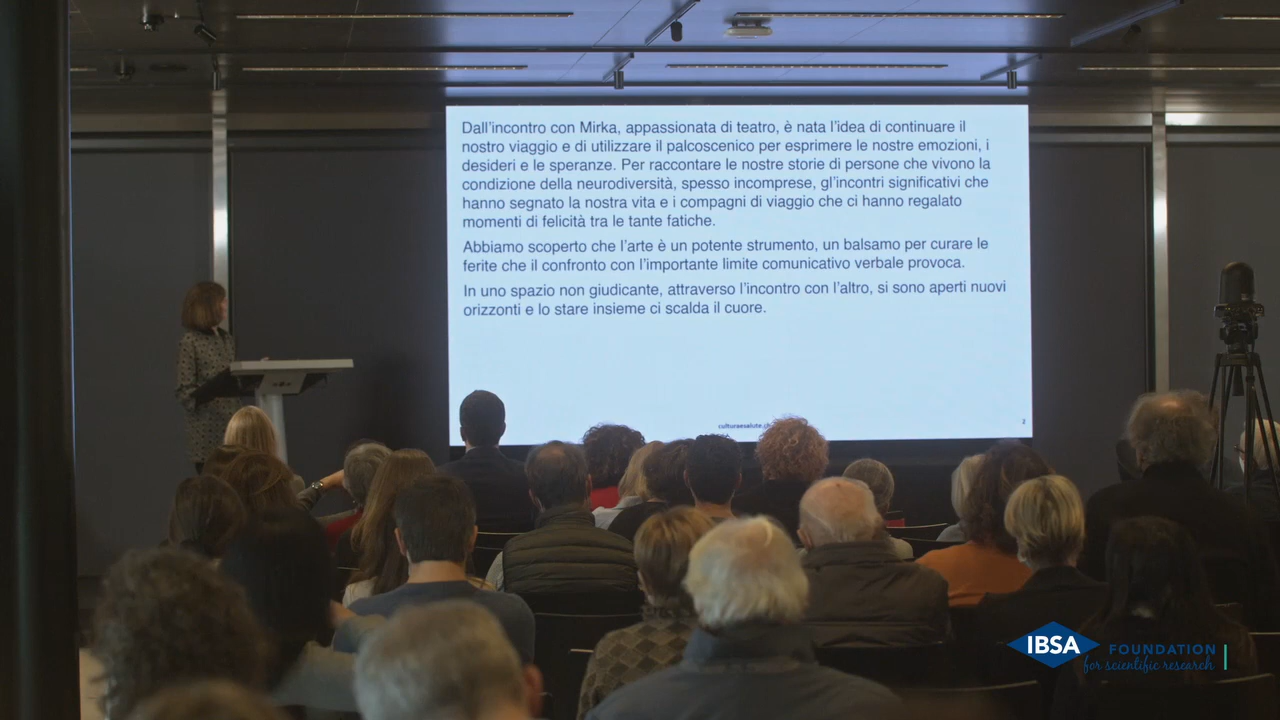 Dall'incontro con Mirka, appassionata di teatro, è nata l'idea di continuare il
nostro viaggio e di utilizzare il palcoscenico per esprimere le nostre emozioni, i
desideri e le speranze. Per raccontare le nostre storie di persone che vivono la
condizione della neurodiversità, spesso incomprese, gl'incontri significativi che
hanno segnato la nostra vita e i compagni di viaggio che ci hanno regalato
momenti di felicità tra le tante fatiche.
Abbiamo scoperto che l'arte è un potente strumento, un balsamo per curare le
ferite che il confronto con l'importante limite comunicativo verbale provoca.
In uno spazio non giudicante, attraverso l'incontro con l'altro, si sono aperti nuovi
orizzonti e lo stare insieme ci scalda il cuore.
culturaesalute.ch
2
IBSA FOUNDATION
for scientific research